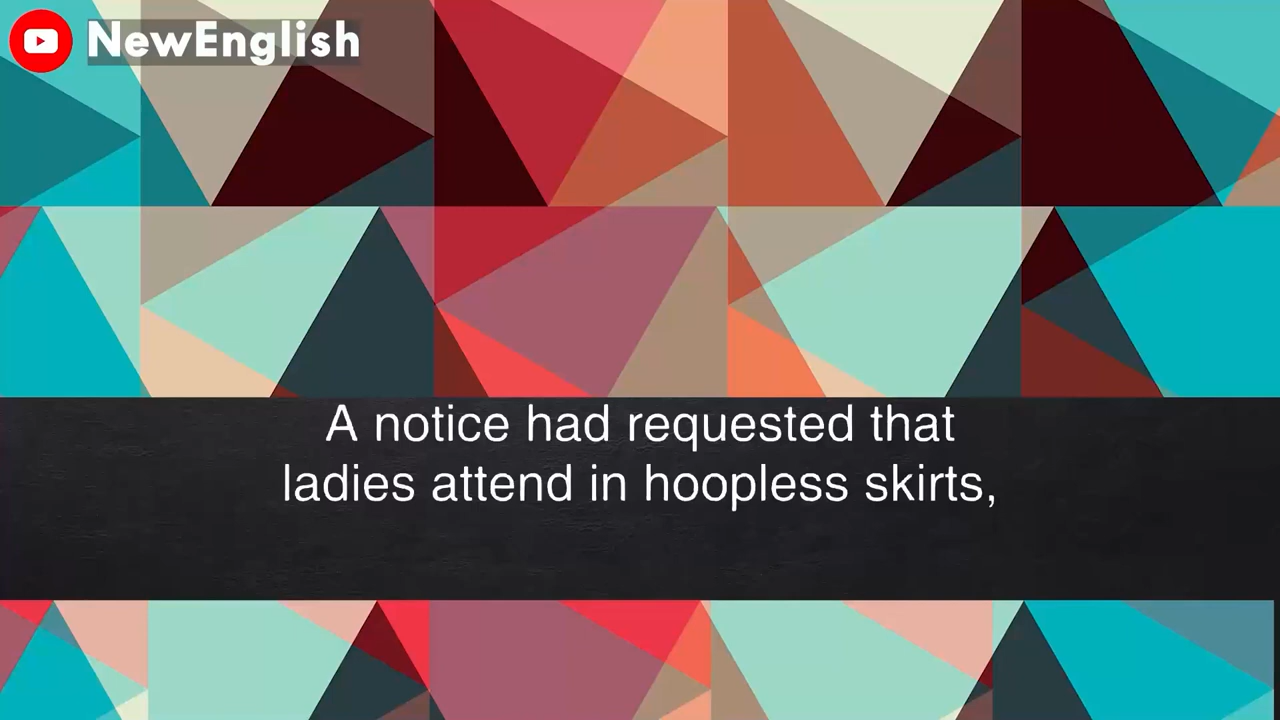 NewEnglish
A notice had requested that
ladies attend in hoopless skirts,